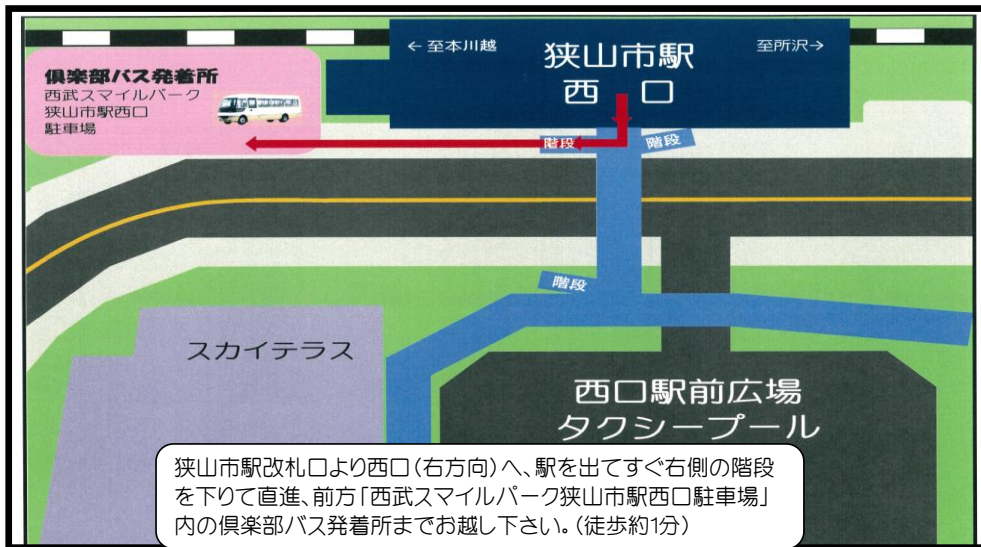 ← 至本川越
狭山市駅
西 口
至所沢→
倶楽部バス発着所
西武スマイルパーク
狭山市駅西口
駐車場
階段
階段
階段
スカイテラス
西口駅前広場
タクシープール
狭山市駅改札口より西口(右方向)へ、駅を出てすぐ右側の階段
を下りて直進、前方「西武スマイルパーク狭山市駅西口駐車場」
内の倶楽部バス発着所までお越し下さい。(徒歩約1分)